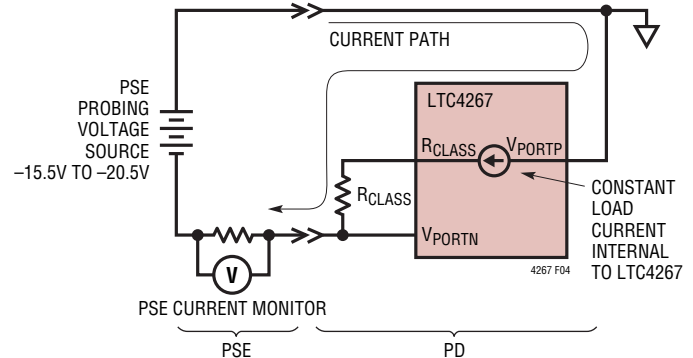 CURRENT PATH
PSE
PROBING
VOLTAGE
SOURCE
–15.5V TO –20.5V
LTC4267
RCLASS
VPORTP
RCLASS
VPORTN
CONSTANT
LOAD
CURRENT
INTERNAL
TO LTC4267
4267 F04
V
PSE CURRENT MONITOR
PSE
PD